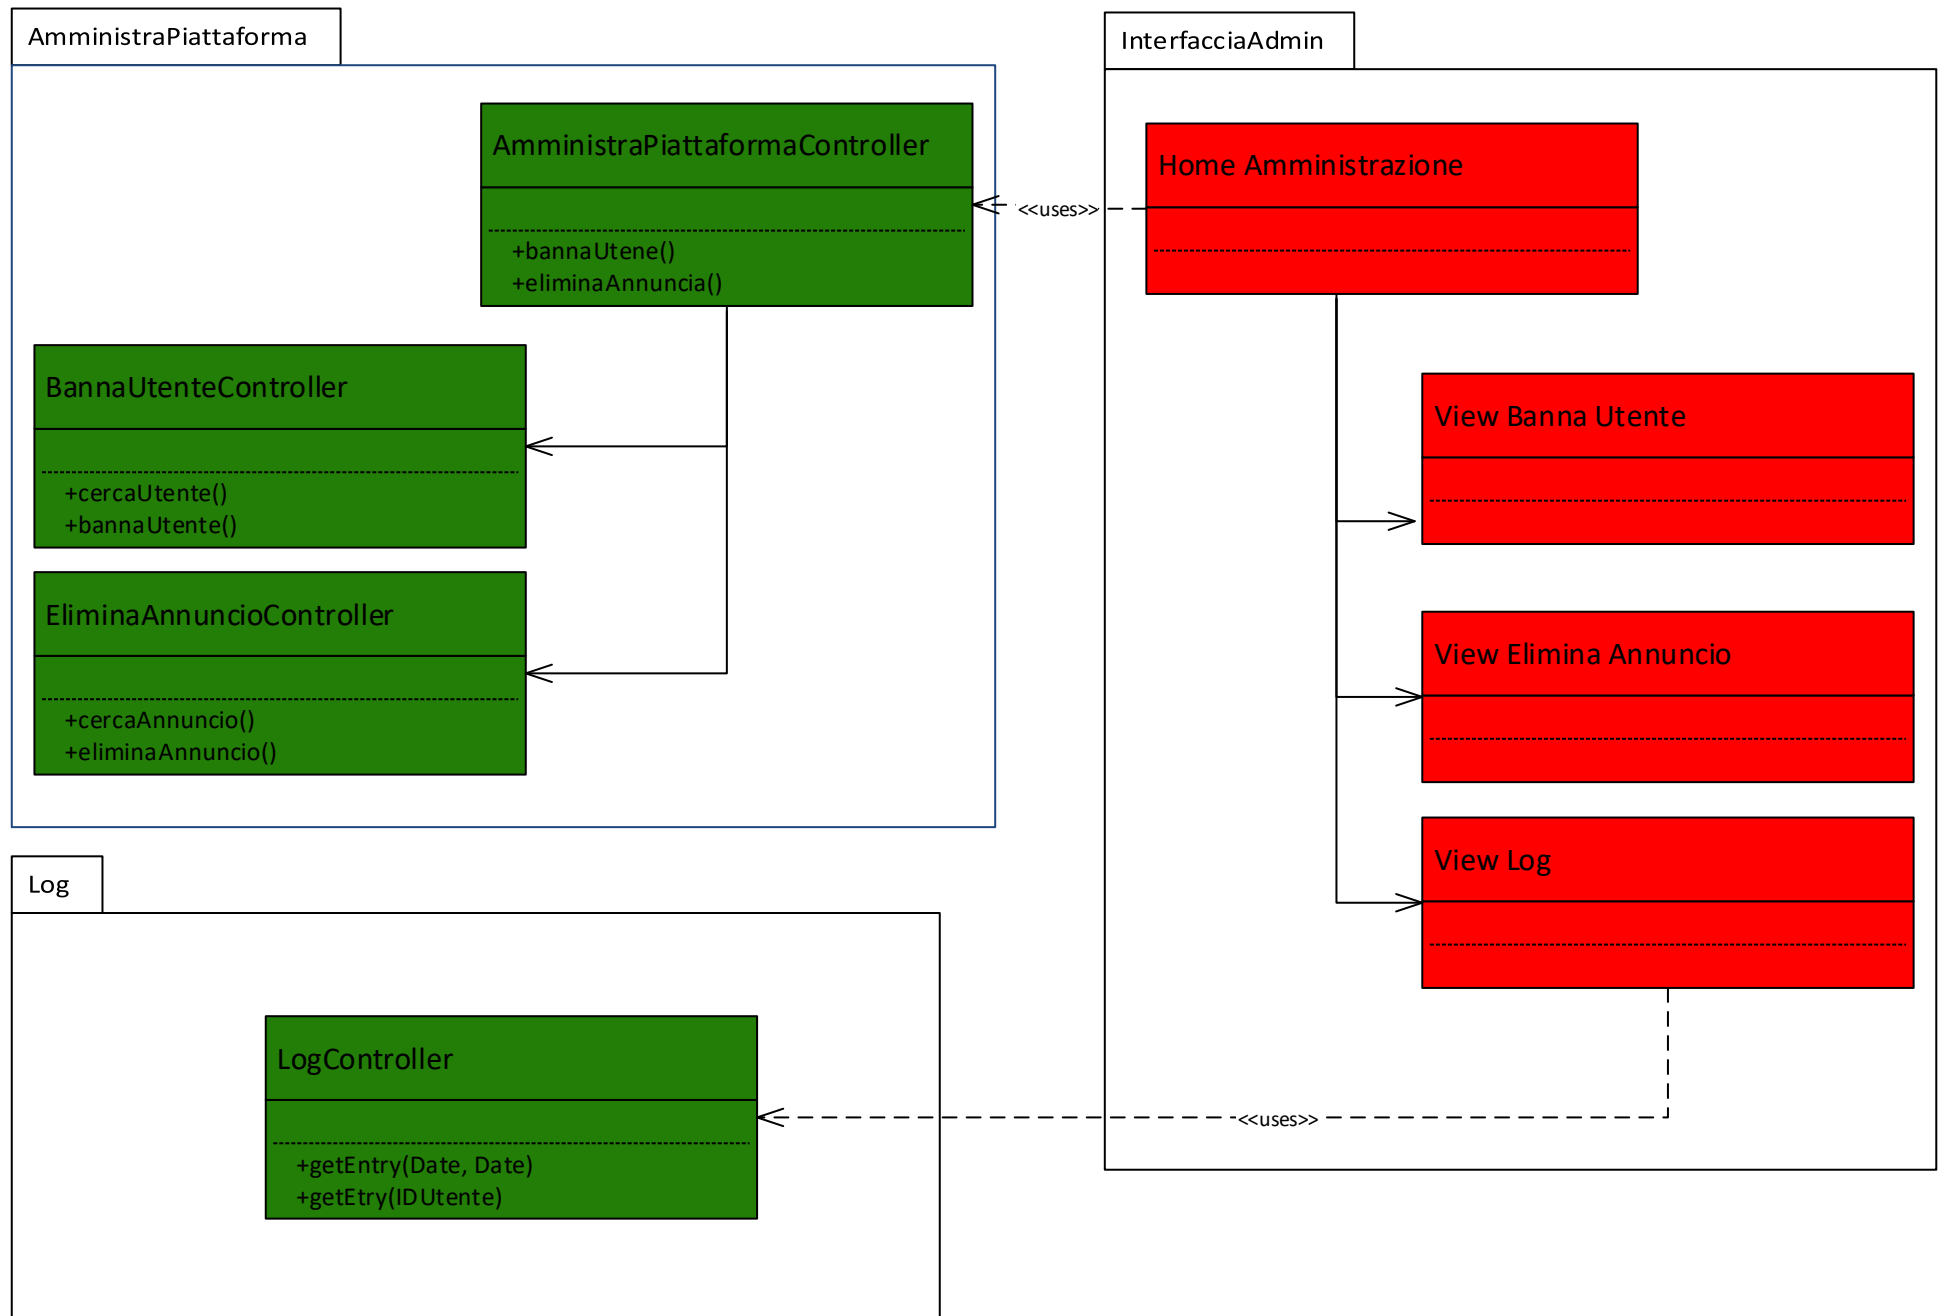 AmministraPiattaforma
AmministraPiattaformaController
+bannaUtene()
+eliminaAnnuncia()
BannaUtenteController
+cercaUtente()
+bannaUtente()
EliminaAnnuncioController
+cercaAnnuncio()
+eliminaAnnuncio()
<<uses>>
InterfacciaAdmin
Home Amministrazione
View Banna Utente
View Elimina Annuncio
View Log
Log
LogController
+getEntry(Date, Date)
+getEtry(IDUtente)
<<uses>>